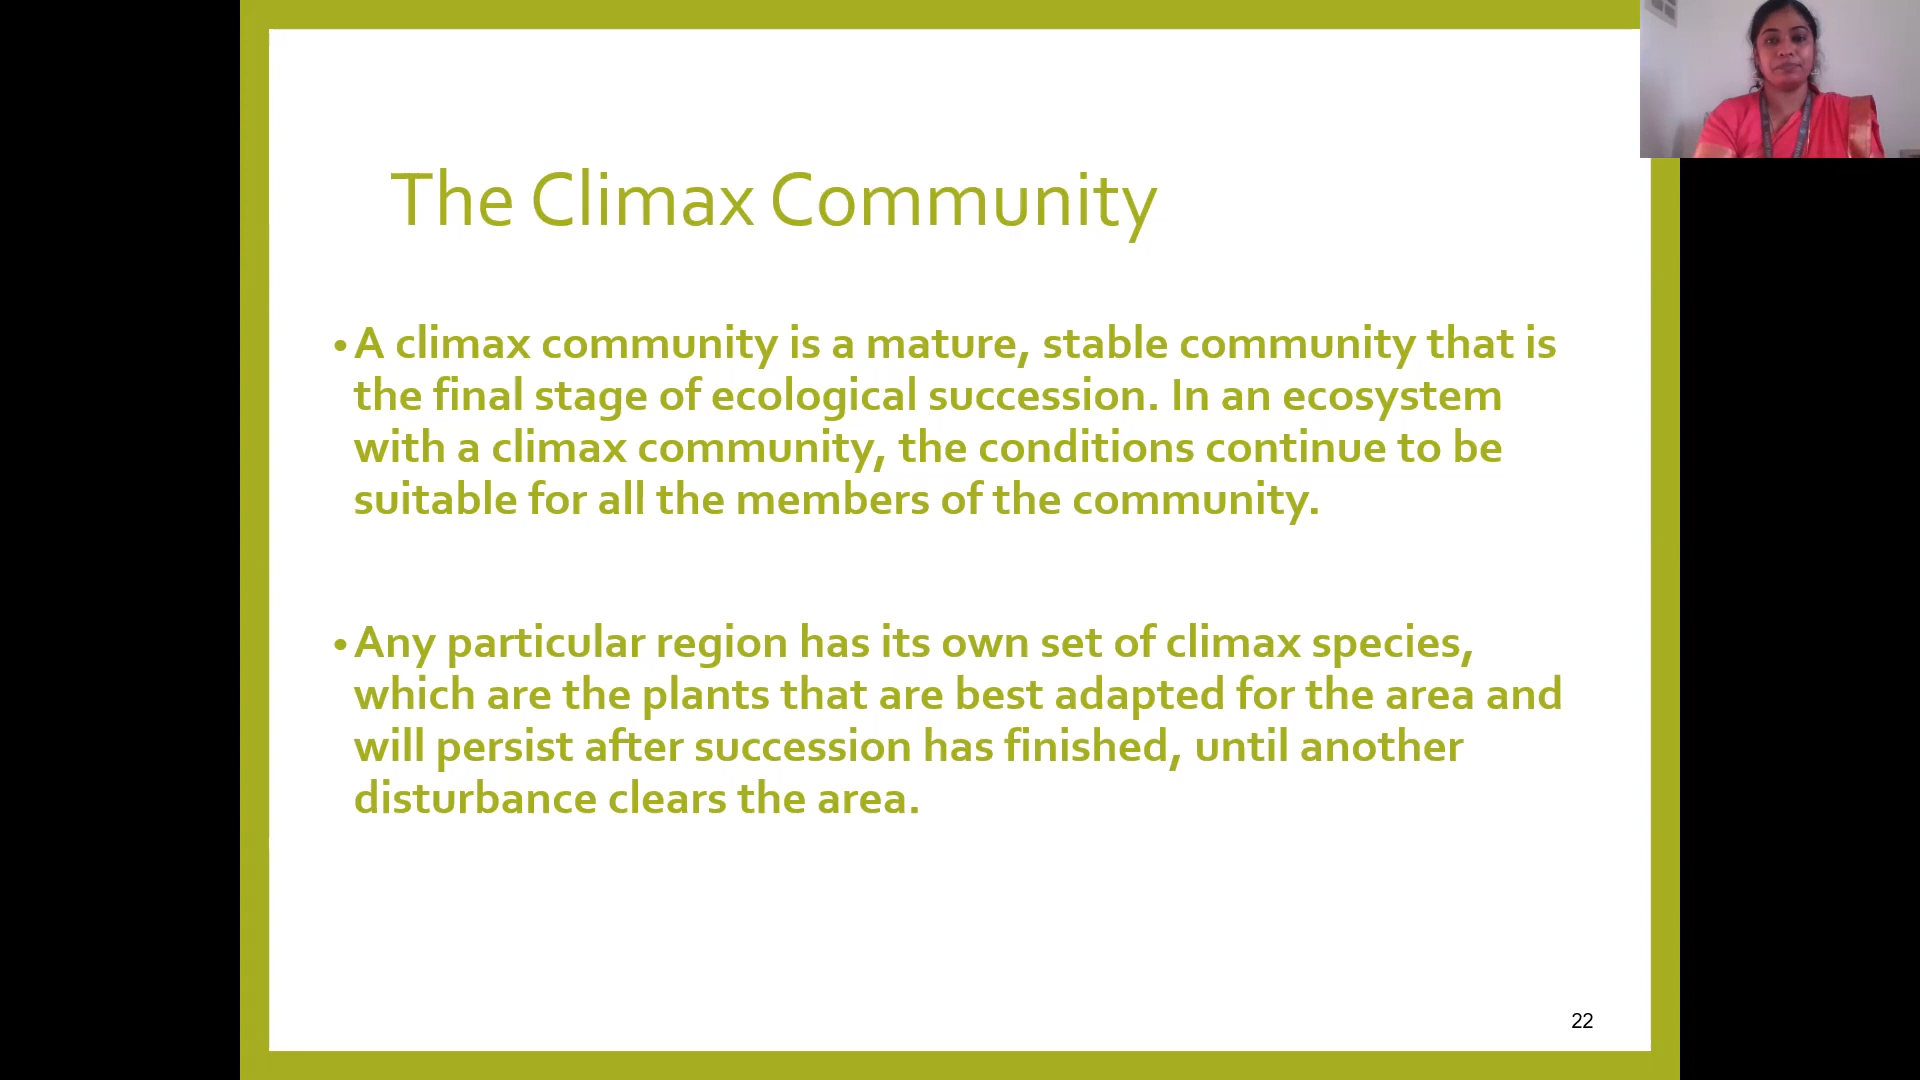 The Climax Community
• A climax community is a mature, stable community that is
the final stage of ecological succession. In an ecosystem
with a climax community, the conditions continue to be
suitable for all the members of the community.
• Any particular region has its own set of climax species,
which are the plants that are best adapted for the area and
will persist after succession has finished, until another
disturbance clears the area.
22